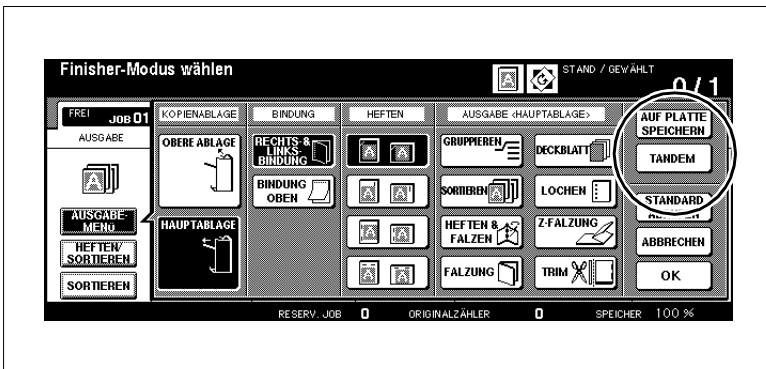 Finisher-Modus wählen
STAND / GEWÄHLT
0/1
FREI JOB 01
AUSGABE
AUSGABE-
MENÜ
HEFTEN/
SORTIEREN
SORTIEREN
KOPIENABLAGE
OBERE ABLAGE
HAUPTABLAGE
BINDUNG
RECHTS-&
LINKS-
BINDUNG
BINDUNG
OBEN
HEFTEN
AUSGABE <HAUPTABLAGE>
GRUPPIEREN
DECKBLATT
SORTIEREN
LOCHEN
HEFTEN &
FALZEN
Z-FALZUNG
FALZUNG
TRIM
AUF PLATTE
SPEICHERN
TANDEM
STANDARD
ABBRECHEN
OK
RESERV. JOB 0 ORIGINALZÄHLER 0 SPEICHER 100 %